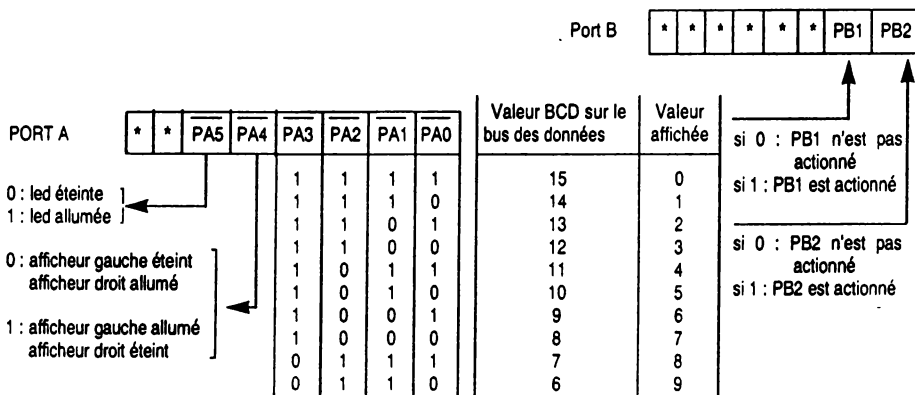 Port B * * * * * * PB1 PB2
PORT A * * PA5 PA4 PA3 PA2 PA1 PA0
Valeur BCD sur le bus des données
Valeur affichée
1 1 1 1 15 0
1 1 1 0 14 1
1 1 0 1 13 2
1 1 0 0 12 3
1 0 1 1 11 4
1 0 1 0 10 5
1 0 0 1 9 6
1 0 0 0 8 7
0 1 1 1 7 8
0 1 1 0 6 9
0 : led éteinte
1 : led allumée
0 : afficheur gauche éteint
afficheur droit allumé
1 : afficheur gauche allumé
afficheur droit éteint
si 0 : PB1 n'est pas
actionné
si 1 : PB1 est actionné
si 0 : PB2 n'est pas
actionné
si 1 : PB2 est actionné